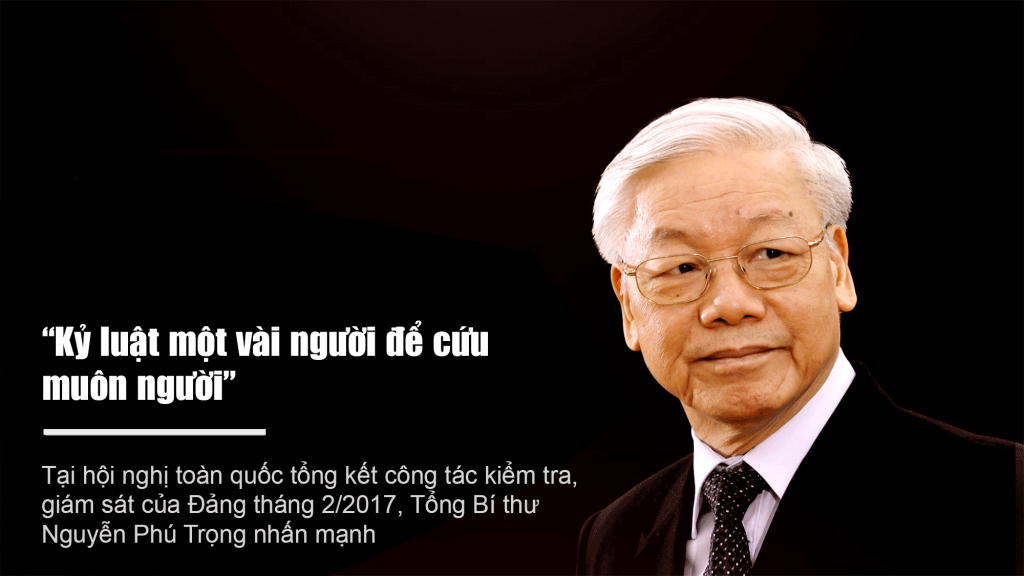 “Kỷ luật một vài người để cứu
muôn người”
Tại hội nghị toàn quốc tổng kết công tác kiểm tra,
giám sát của Đảng tháng 2/2017, Tổng Bí thư
Nguyễn Phú Trọng nhấn mạnh